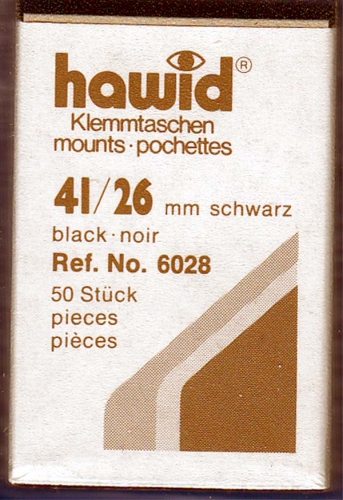 hawid®
Klemmtaschen
mounts·pochettes
41/26 mm schwarz
black·noir
Ref. No. 6028
50 Stück
pieces
pièces